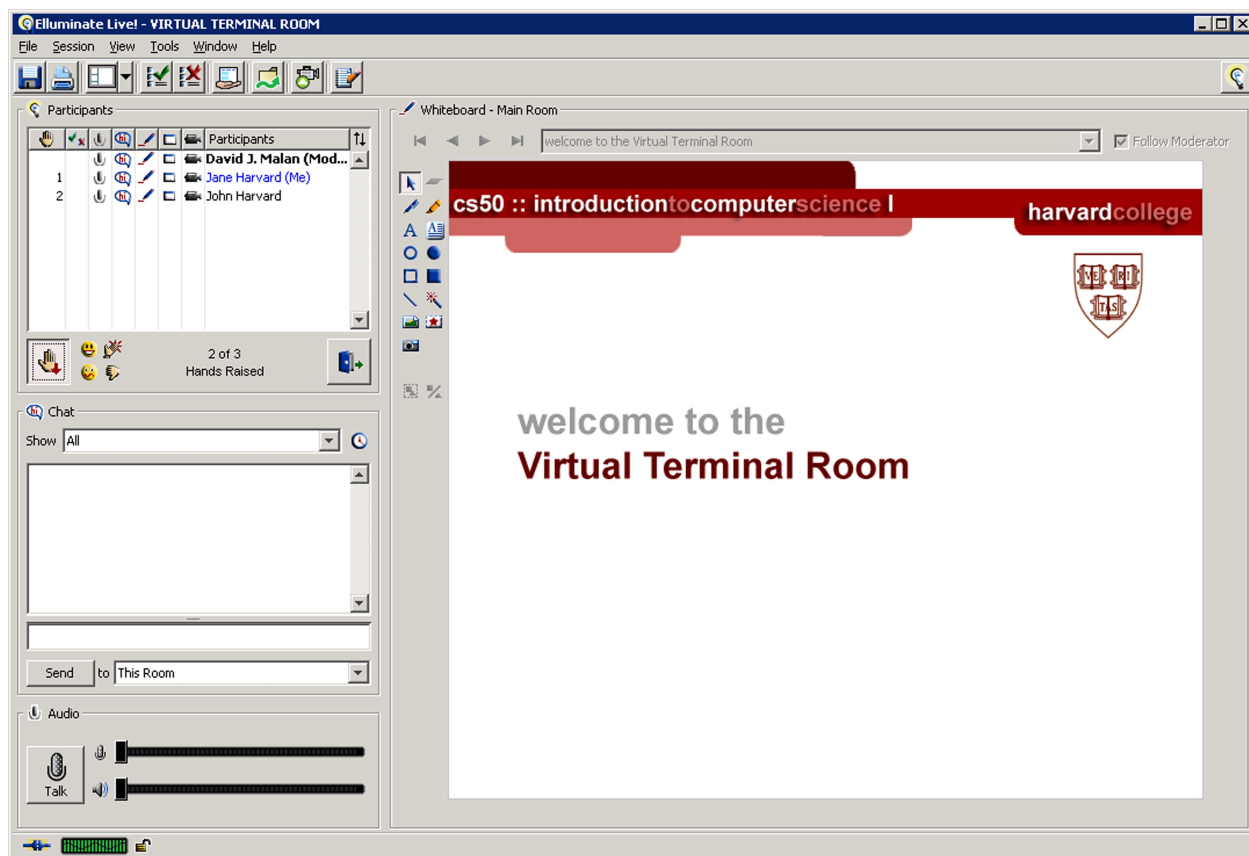 Elluminate Live! - VIRTUAL TERMINAL ROOM
File Session View Tools Window Help
Participants
Participants
David J. Malan (Mod...
1 Jane Harvard (Me)
2 John Harvard
2 of 3
Hands Raised
Chat
Show All
Send to This Room
Audio
Talk
Whiteboard - Main Room
welcome to the Virtual Terminal Room
Follow Moderator
cs50 :: introductiontocomputerscience I
harvardcollege
VE RI
TAS
welcome to the
Virtual Terminal Room